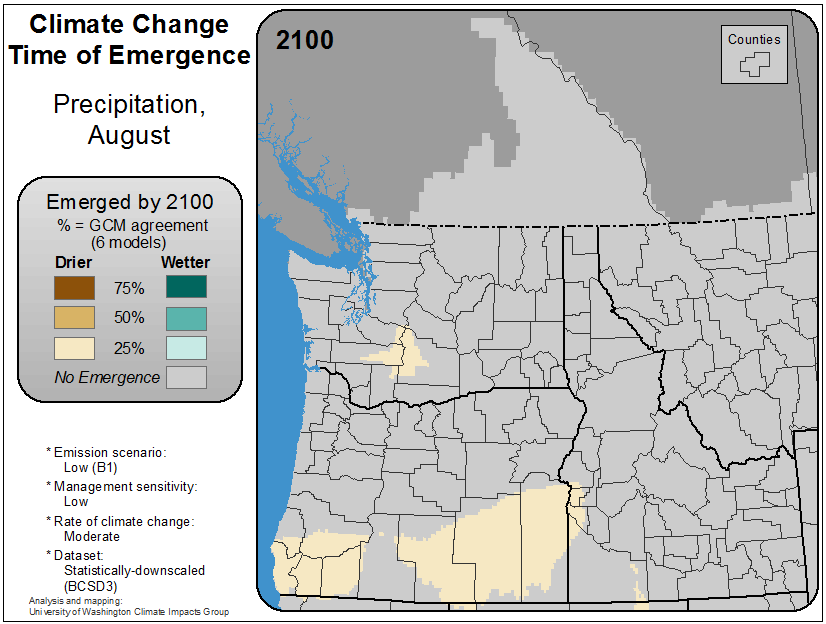 Climate Change
Time of Emergence
Precipitation,
August
Emerged by 2100
% = GCM agreement
(6 models)
Drier Wetter
75%
50%
25%
No Emergence
* Emission scenario:
Low (B1)
* Management sensitivity:
Low
* Rate of climate change:
Moderate
* Dataset:
Statistically-downscaled
(BCSD3)
Analysis and mapping:
University of Washington Climate Impacts Group
2100
Counties